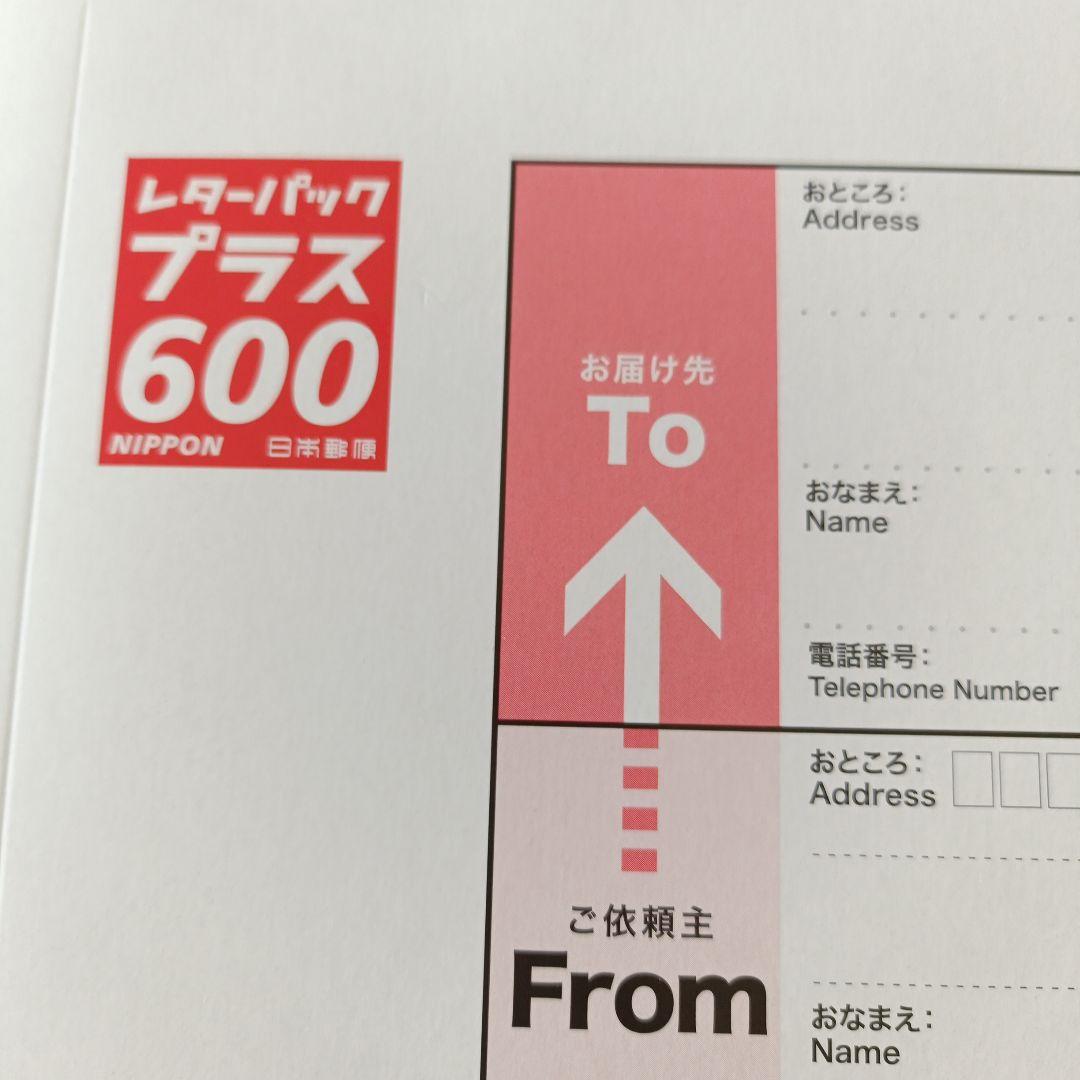 レターパック
プラス
600
NIPPON 日本郵便
お届け先
To
おところ:
Address
おなまえ:
Name
電話番号:
Telephone Number
ご依頼主
From
おところ:
Address
おなまえ:
Name